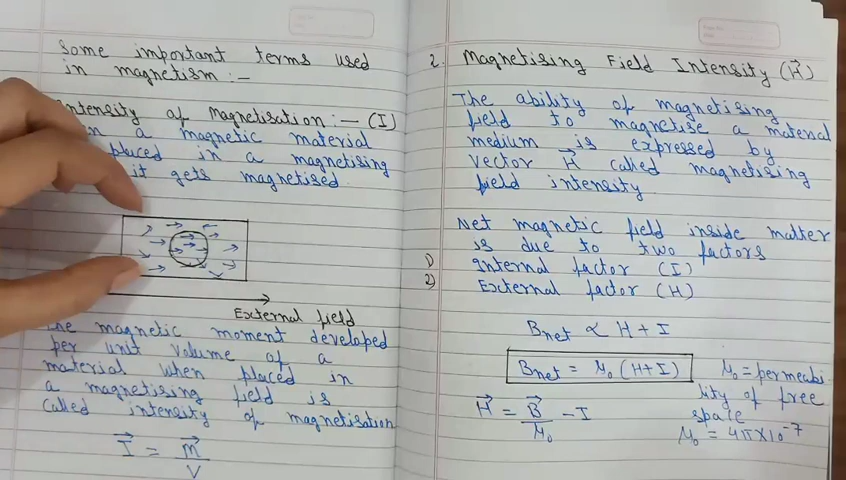 Some important terms used
in magnetism :-
Intensity of Magnetisation :- (I)
in a magnetic material
placed in a magnetising
it gets magnetised
External field
The magnetic moment developed
per unit volume of a
material when placed in
a magnetising field is
called intensity of magnetisation
I⃗ = m⃗/V
2. Magnetising Field Intensity (H⃗)
The ability of magnetising
field to magnetise a material
medium is expressed by
vector H⃗ called magnetising
field intensity
Net magnetic field inside matter
is due to two factors
1) Internal factor (I)
2) External factor (H)
Bnet ∝ H + I
Bnet = μ₀ (H+I)
μ₀ = permeabi-
lity of free
space
μ₀ = 4π×10⁻⁷
H⃗ = B⃗/μ₀ - I